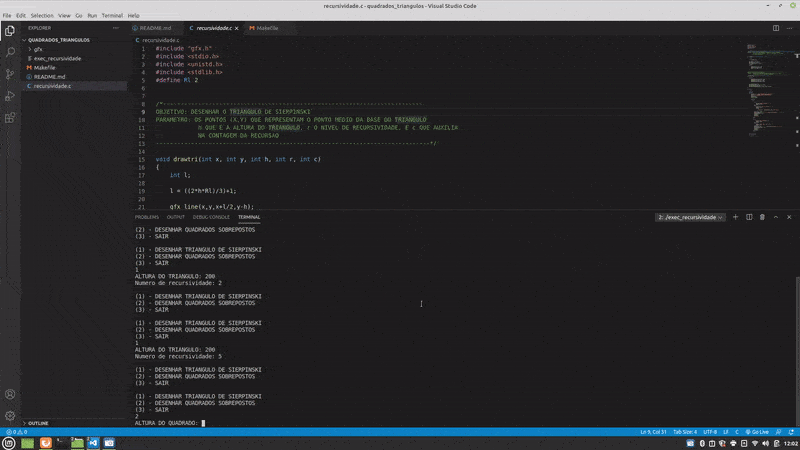 recursividade.c - quadrados_triangulos - Visual Studio Code
File Edit Selection View Go Run Terminal Help
EXPLORER
QUADRADOS_TRIANGULOS
gfx
exec_recursividade
MakeFile
README.md
recursividade.c
OUTLINE
README.md recursividade.c MakeFile
recursividade.c
1 #include "gfx.h"
2 #include <stdio.h>
3 #include <unistd.h>
4 #include <stdlib.h>
5 #define Rl 2
6
7
8 /*------------------------------------------------------------
9 OBJETIVO: DESENHAR O TRIANGULO DE SIERPINSKI
10 PARAMETRO: OS PONTOS (X,Y) QUE REPRESENTAM O PONTO MEDIO DA BASE DO TRIANGULO
11 QUE E A ALTURA DO TRIANGULO, r O NIVEL DE RECURSIVIDADE, E c QUE AUXILIA
12 NA CONTAGEM DA RECURSAO
13 ------------------------------------------------------------*/
14
15 void drawtri(int x, int y, int h, int r, int c)
16 {
17 int l;
18
19 l = ((2*h*Rl)/3)+1;
20
21 gfx_line(x,y,x+l/2,y-h);
PROBLEMS OUTPUT DEBUG CONSOLE TERMINAL 2: ./exec_recursividade
(2) - DESENHAR QUADRADOS SOBREPOSTOS
(3) - SAIR
(1) - DESENHAR TRIANGULO DE SIERPINSKI
(2) - DESENHAR QUADRADOS SOBREPOSTOS
(3) - SAIR
1
ALTURA DO TRIANGULO: 200
Numero de recursividade: 2
(1) - DESENHAR TRIANGULO DE SIERPINSKI
(2) - DESENHAR QUADRADOS SOBREPOSTOS
(3) - SAIR
(1) - DESENHAR TRIANGULO DE SIERPINSKI
(2) - DESENHAR QUADRADOS SOBREPOSTOS
(3) - SAIR
1
ALTURA DO TRIANGULO: 200
Numero de recursividade: 5
(1) - DESENHAR TRIANGULO DE SIERPINSKI
(2) - DESENHAR QUADRADOS SOBREPOSTOS
(3) - SAIR
(1) - DESENHAR TRIANGULO DE SIERPINSKI
(2) - DESENHAR QUADRADOS SOBREPOSTOS
(3) - SAIR
2
ALTURA DO QUADRADO:
0 0 Ln 9, Col 31 Tab Size: 4 UTF-8 LF C Go Live
12:02